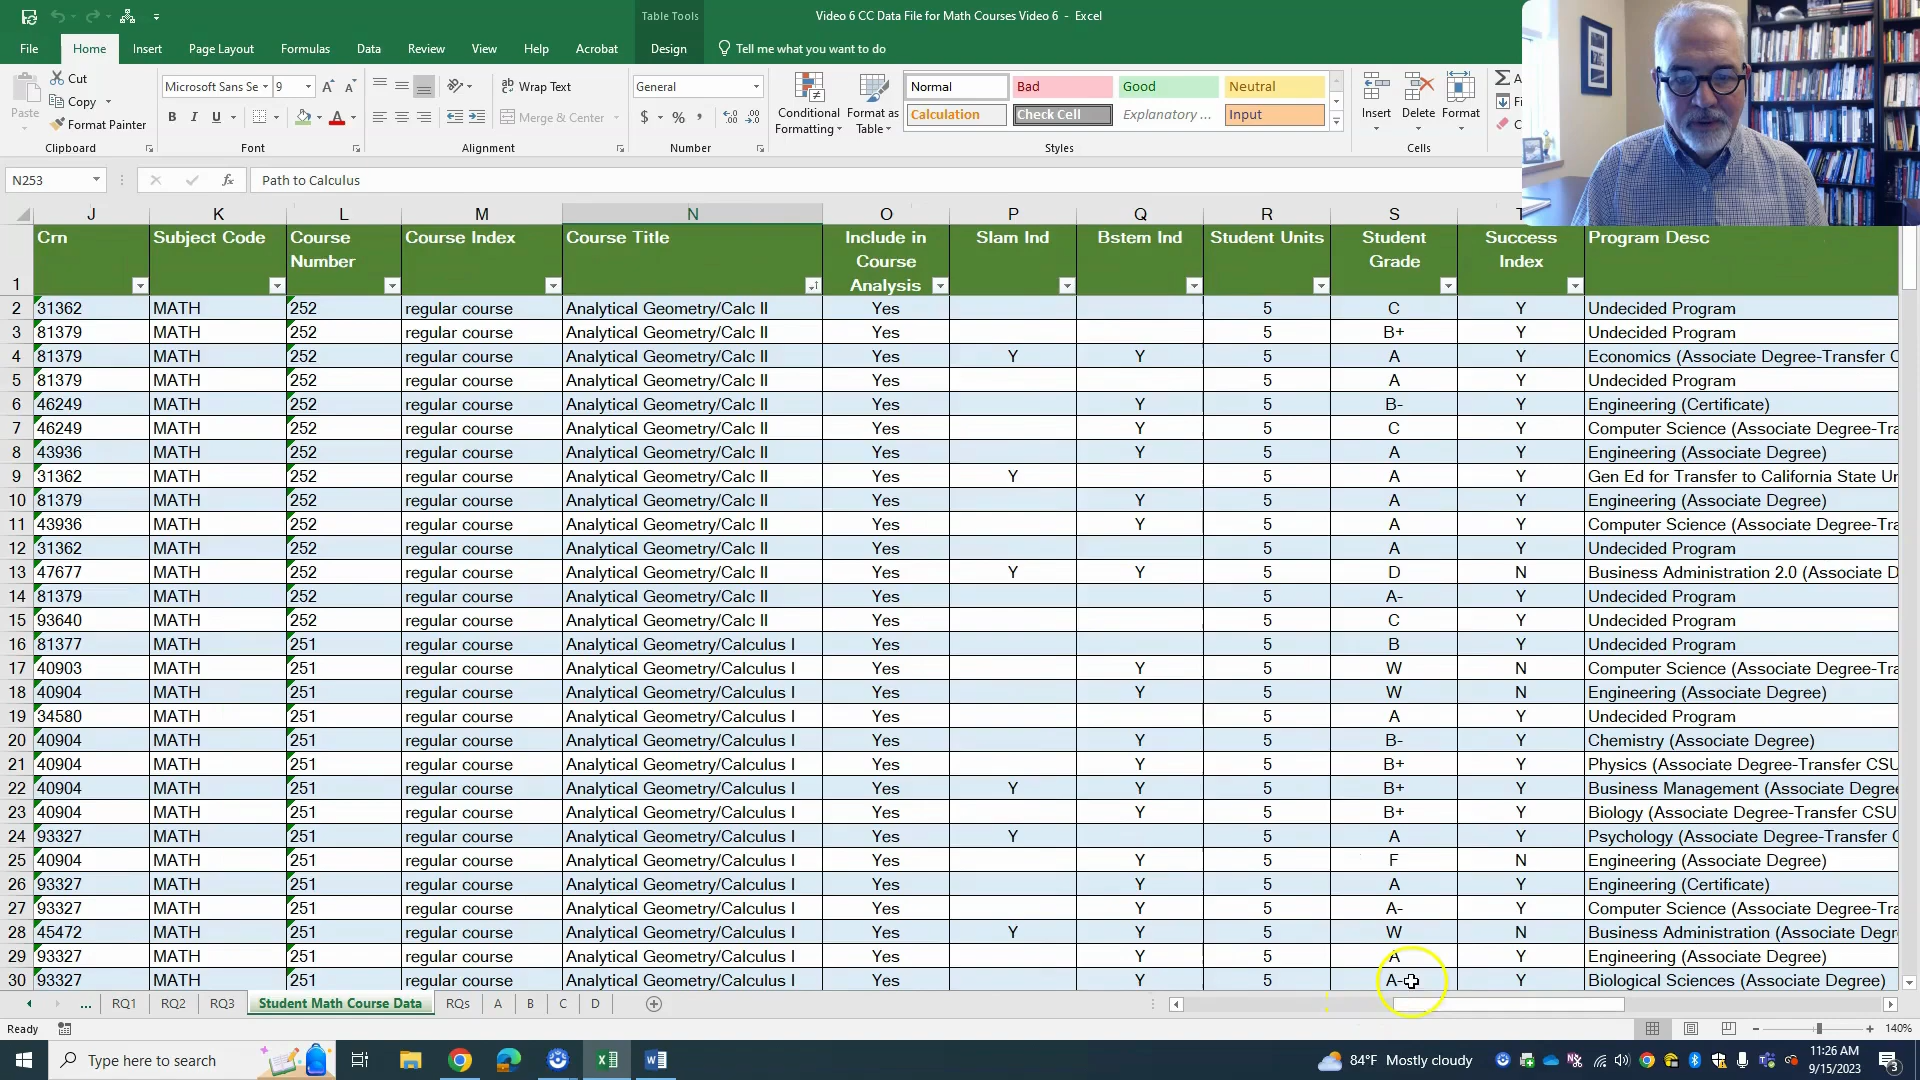 Table Tools
Video 6 CC Data File for Math Courses Video 6 - Excel
File Home Insert Page Layout Formulas Data Review View Help Acrobat Design Tell me what you want to do
Paste
Cut
Copy
Format Painter
Clipboard
Microsoft Sans Se 9
B I U
Font
Wrap Text
Merge & Center
Alignment
General
$ % ,
Number
Conditional Formatting
Format as Table
Normal Bad Good Neutral
Calculation Check Cell Explanatory ... Input
Styles
Insert Delete Format
Cells
N253 fx Path to Calculus
J K L M N O P Q R S
1 Crn Subject Code Course Number Course Index Course Title Include in Course Analysis Slam Ind Bstem Ind Student Units Student Grade Success Index Program Desc
2 31362 MATH 252 regular course Analytical Geometry/Calc II Yes 5 C Y Undecided Program
3 81379 MATH 252 regular course Analytical Geometry/Calc II Yes 5 B+ Y Undecided Program
4 81379 MATH 252 regular course Analytical Geometry/Calc II Yes Y Y 5 A Y Economics (Associate Degree-Transfer C
5 81379 MATH 252 regular course Analytical Geometry/Calc II Yes 5 A Y Undecided Program
6 46249 MATH 252 regular course Analytical Geometry/Calc II Yes Y 5 B- Y Engineering (Certificate)
7 46249 MATH 252 regular course Analytical Geometry/Calc II Yes Y 5 C Y Computer Science (Associate Degree-Tra
8 43936 MATH 252 regular course Analytical Geometry/Calc II Yes Y 5 A Y Engineering (Associate Degree)
9 31362 MATH 252 regular course Analytical Geometry/Calc II Yes Y 5 A Y Gen Ed for Transfer to California State Un
10 81379 MATH 252 regular course Analytical Geometry/Calc II Yes Y 5 A Y Engineering (Associate Degree)
11 43936 MATH 252 regular course Analytical Geometry/Calc II Yes Y 5 A Y Computer Science (Associate Degree-Tra
12 31362 MATH 252 regular course Analytical Geometry/Calc II Yes 5 A Y Undecided Program
13 47677 MATH 252 regular course Analytical Geometry/Calc II Yes Y Y 5 D N Business Administration 2.0 (Associate D
14 81379 MATH 252 regular course Analytical Geometry/Calc II Yes 5 A- Y Undecided Program
15 93640 MATH 252 regular course Analytical Geometry/Calc II Yes 5 C Y Undecided Program
16 81377 MATH 251 regular course Analytical Geometry/Calculus I Yes 5 B Y Undecided Program
17 40903 MATH 251 regular course Analytical Geometry/Calculus I Yes Y 5 W N Computer Science (Associate Degree-Tra
18 40904 MATH 251 regular course Analytical Geometry/Calculus I Yes Y 5 W N Engineering (Associate Degree)
19 34580 MATH 251 regular course Analytical Geometry/Calculus I Yes 5 A Y Undecided Program
20 40904 MATH 251 regular course Analytical Geometry/Calculus I Yes Y 5 B- Y Chemistry (Associate Degree)
21 40904 MATH 251 regular course Analytical Geometry/Calculus I Yes Y 5 B+ Y Physics (Associate Degree-Transfer CSU
22 40904 MATH 251 regular course Analytical Geometry/Calculus I Yes Y Y 5 B+ Y Business Management (Associate Degre
23 40904 MATH 251 regular course Analytical Geometry/Calculus I Yes Y 5 B+ Y Biology (Associate Degree-Transfer CSU
24 93327 MATH 251 regular course Analytical Geometry/Calculus I Yes Y 5 A Y Psychology (Associate Degree-Transfer C
25 40904 MATH 251 regular course Analytical Geometry/Calculus I Yes Y 5 F N Engineering (Associate Degree)
26 93327 MATH 251 regular course Analytical Geometry/Calculus I Yes Y 5 A Y Engineering (Certificate)
27 93327 MATH 251 regular course Analytical Geometry/Calculus I Yes Y 5 A- Y Computer Science (Associate Degree-Tra
28 45472 MATH 251 regular course Analytical Geometry/Calculus I Yes Y Y 5 W N Business Administration (Associate Degr
29 93327 MATH 251 regular course Analytical Geometry/Calculus I Yes Y 5 A Y Engineering (Associate Degree)
30 93327 MATH 251 regular course Analytical Geometry/Calculus I Yes Y 5 A- Y Biological Sciences (Associate Degree)
... RQ1 RQ2 RQ3 Student Math Course Data RQs A B C D
Ready 140%
Type here to search 84°F Mostly cloudy 11:26 AM
9/15/2023 3